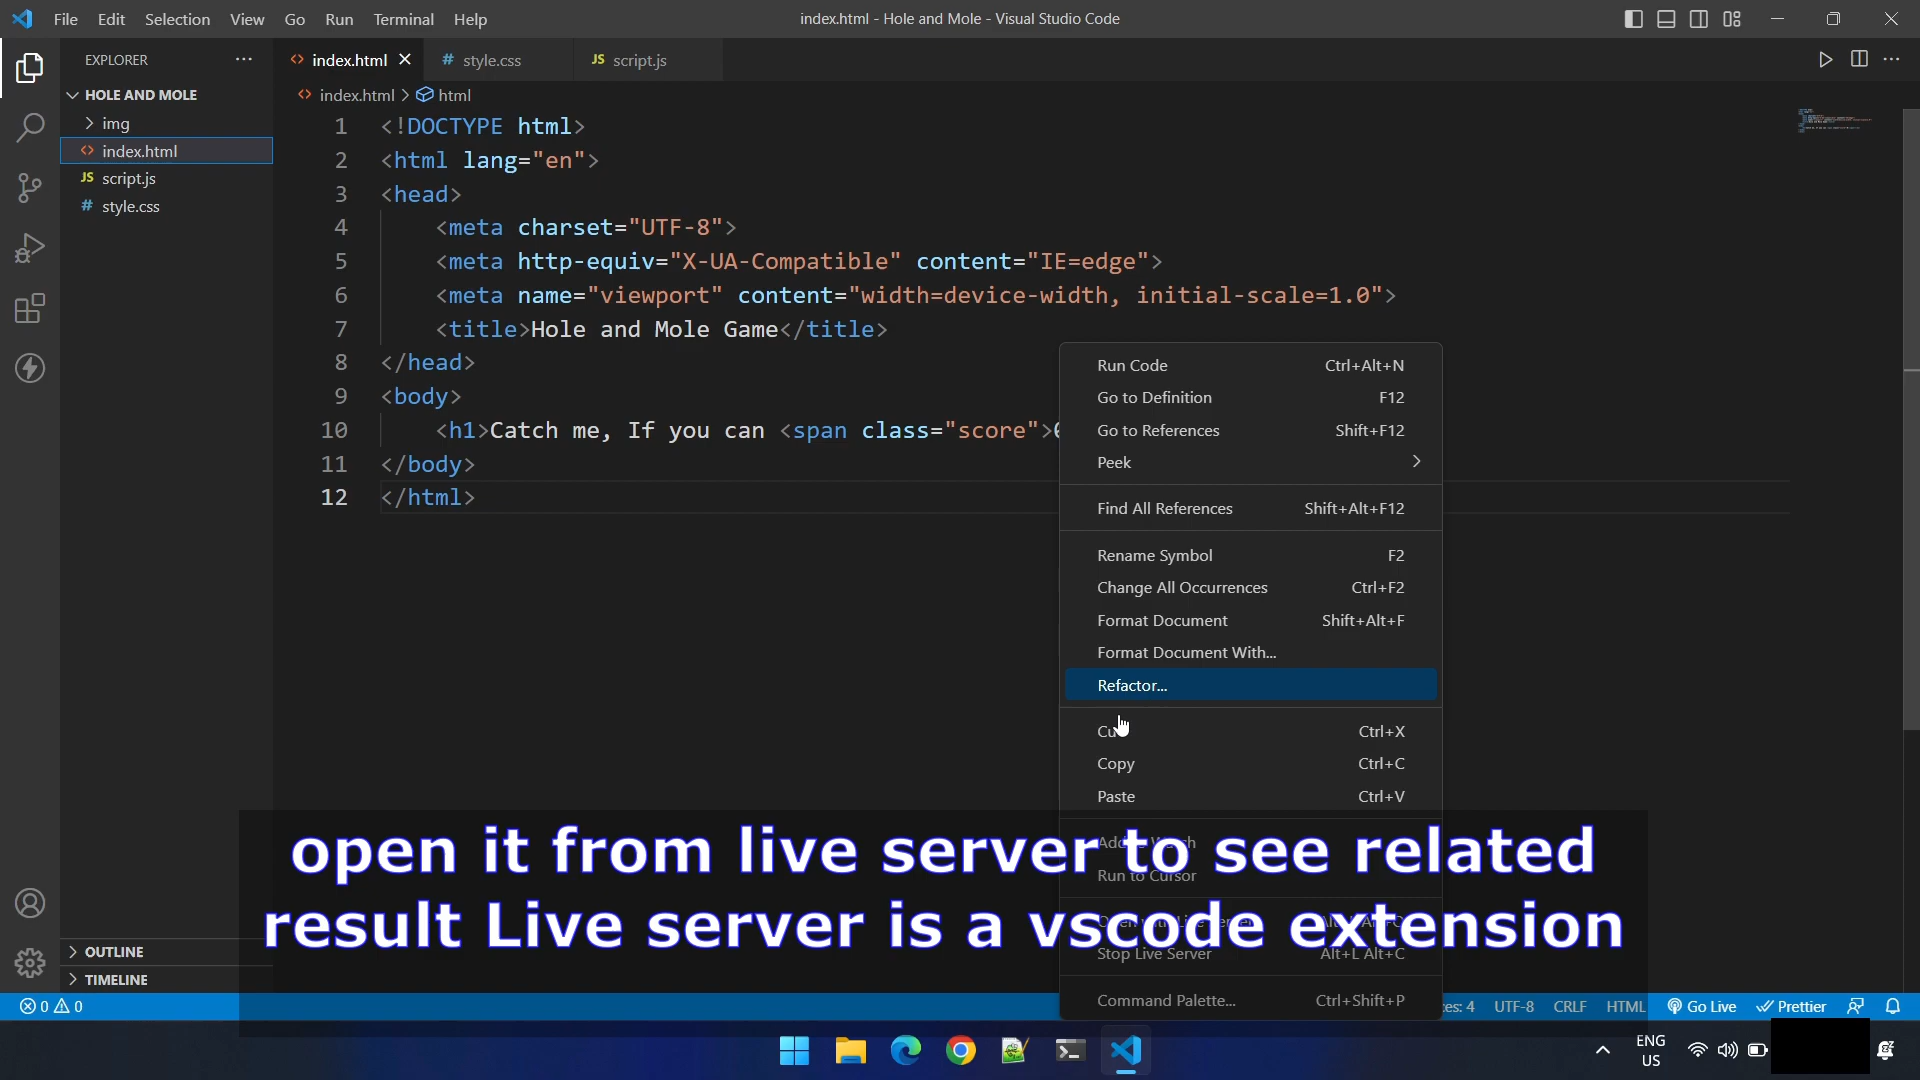 File Edit Selection View Go Run Terminal Help
index.html - Hole and Mole - Visual Studio Code
EXPLORER
index.html
style.css
script.js
HOLE AND MOLE
img
index.html
script.js
style.css
index.html > html
1 <!DOCTYPE html>
2 <html lang="en">
3 <head>
4 <meta charset="UTF-8">
5 <meta http-equiv="X-UA-Compatible" content="IE=edge">
6 <meta name="viewport" content="width=device-width, initial-scale=1.0">
7 <title>Hole and Mole Game</title>
8 </head>
9 <body>
10 <h1>Catch me, If you can <span class="score">
11 </body>
12 </html>
Run Code Ctrl+Alt+N
Go to Definition F12
Go to References Shift+F12
Peek
Find All References Shift+Alt+F12
Rename Symbol F2
Change All Occurrences Ctrl+F2
Format Document Shift+Alt+F
Format Document With...
Refactor...
Ctrl+X
Copy Ctrl+C
Paste Ctrl+V
open it from live server to see related
Run to Cursor
result Live server is a vscode extension
Stop Live Server Alt+L Alt+C
Command Palette... Ctrl+Shift+P
OUTLINE
TIMELINE
0 0
4 UTF-8 CRLF HTML Go Live Prettier
ENG
US